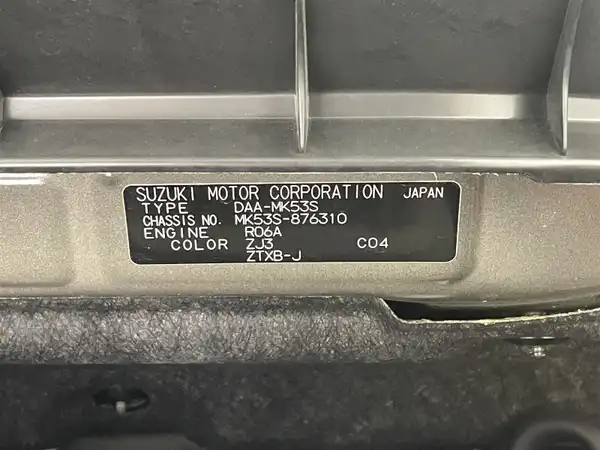 SUZUKI MOTOR CORPORATION JAPAN
TYPE DAA-MK53S
CHASSIS NO. MK53S-876310
ENGINE R06A
COLOR ZJ3 C04
ZTXB-J